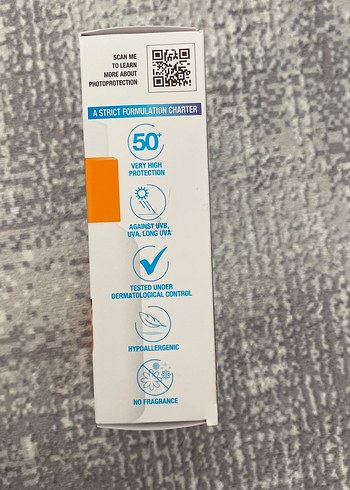 SCAN ME
TO LEARN
MORE ABOUT
PHOTOPROTECTION
A STRICT FORMULATION CHARTER
50+
VERY HIGH
PROTECTION
AGAINST UVB,
UVA, LONG UVA
TESTED UNDER
DERMATOLOGICAL CONTROL
HYPOALLERGENIC
NO FRAGRANCE